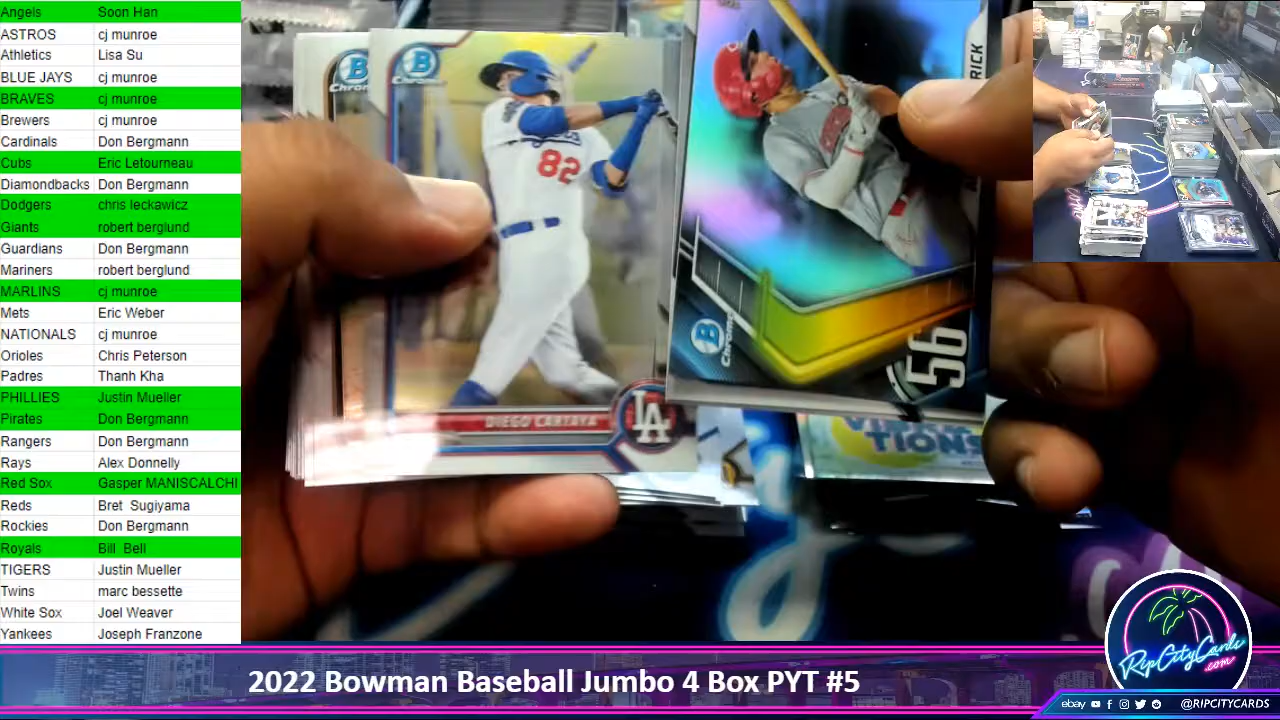 Angels Soon Han
ASTROS cj munroe
Athletics Lisa Su
BLUE JAYS cj munroe
BRAVES cj munroe
Brewers cj munroe
Cardinals Don Bergmann
Cubs Eric Letourneau
Diamondbacks Don Bergmann
Dodgers chris leckawicz
Giants robert berglund
Guardians Don Bergmann
Mariners robert berglund
MARLINS cj munroe
Mets Eric Weber
NATIONALS cj munroe
Orioles Chris Peterson
Padres Thanh Kha
PHILLIES Justin Mueller
Pirates Don Bergmann
Rangers Don Bergmann
Rays Alex Donnelly
Red Sox Gasper MANISCALCHI
Reds Bret Sugiyama
Rockies Don Bergmann
Royals Bill Bell
TIGERS Justin Mueller
Twins marc bessette
White Sox Joel Weaver
Yankees Joseph Franzone
B
Chrom
B
82
DIEGO CARTAYA
LA
RICK
B
Chrome
56
TIONS
RipCityCards
.com
2022 Bowman Baseball Jumbo 4 Box PYT #5
ebay @RIPCITYCARDS